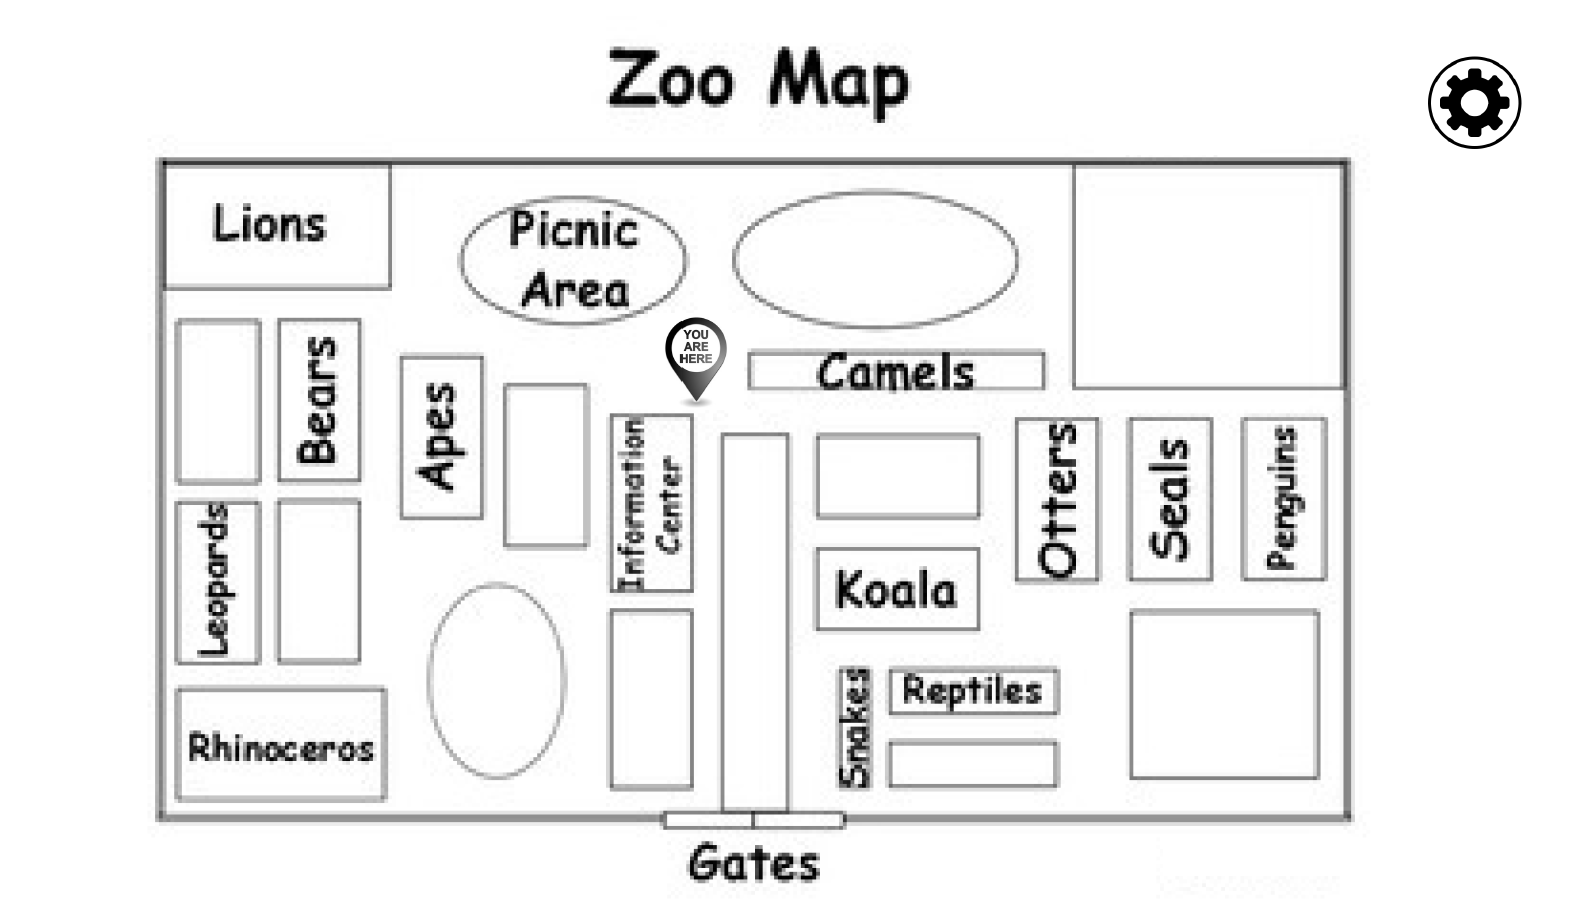 Zoo Map
Lions
Picnic
Area
YOU
ARE
HERE
Camels
Bears
Apes
Information
Center
Otters
Seals
Penguins
Leopards
Koala
Rhinoceros
Snakes
Reptiles
Gates